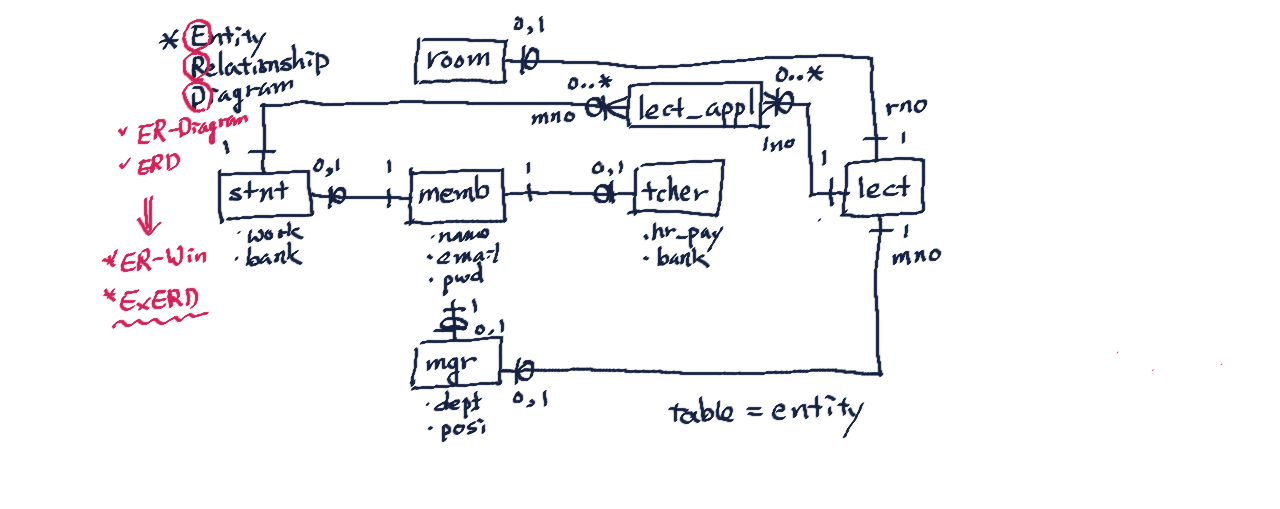 * Entity
Relationship
Diagram
✓ ER-Diagram
✓ ERD
* ER-Win
* ExERD
0,1
room
0..*
lect_appl
0..*
mno
lno
rno
1
1
1
stnt
0,1
1
memb
1
0,1
tcher
lect
· work
· bank
· name
· email
· pwd
· hr_pay
· bank
1
mno
1
0,1
mgr
0,1
· dept
· posi
table = entity